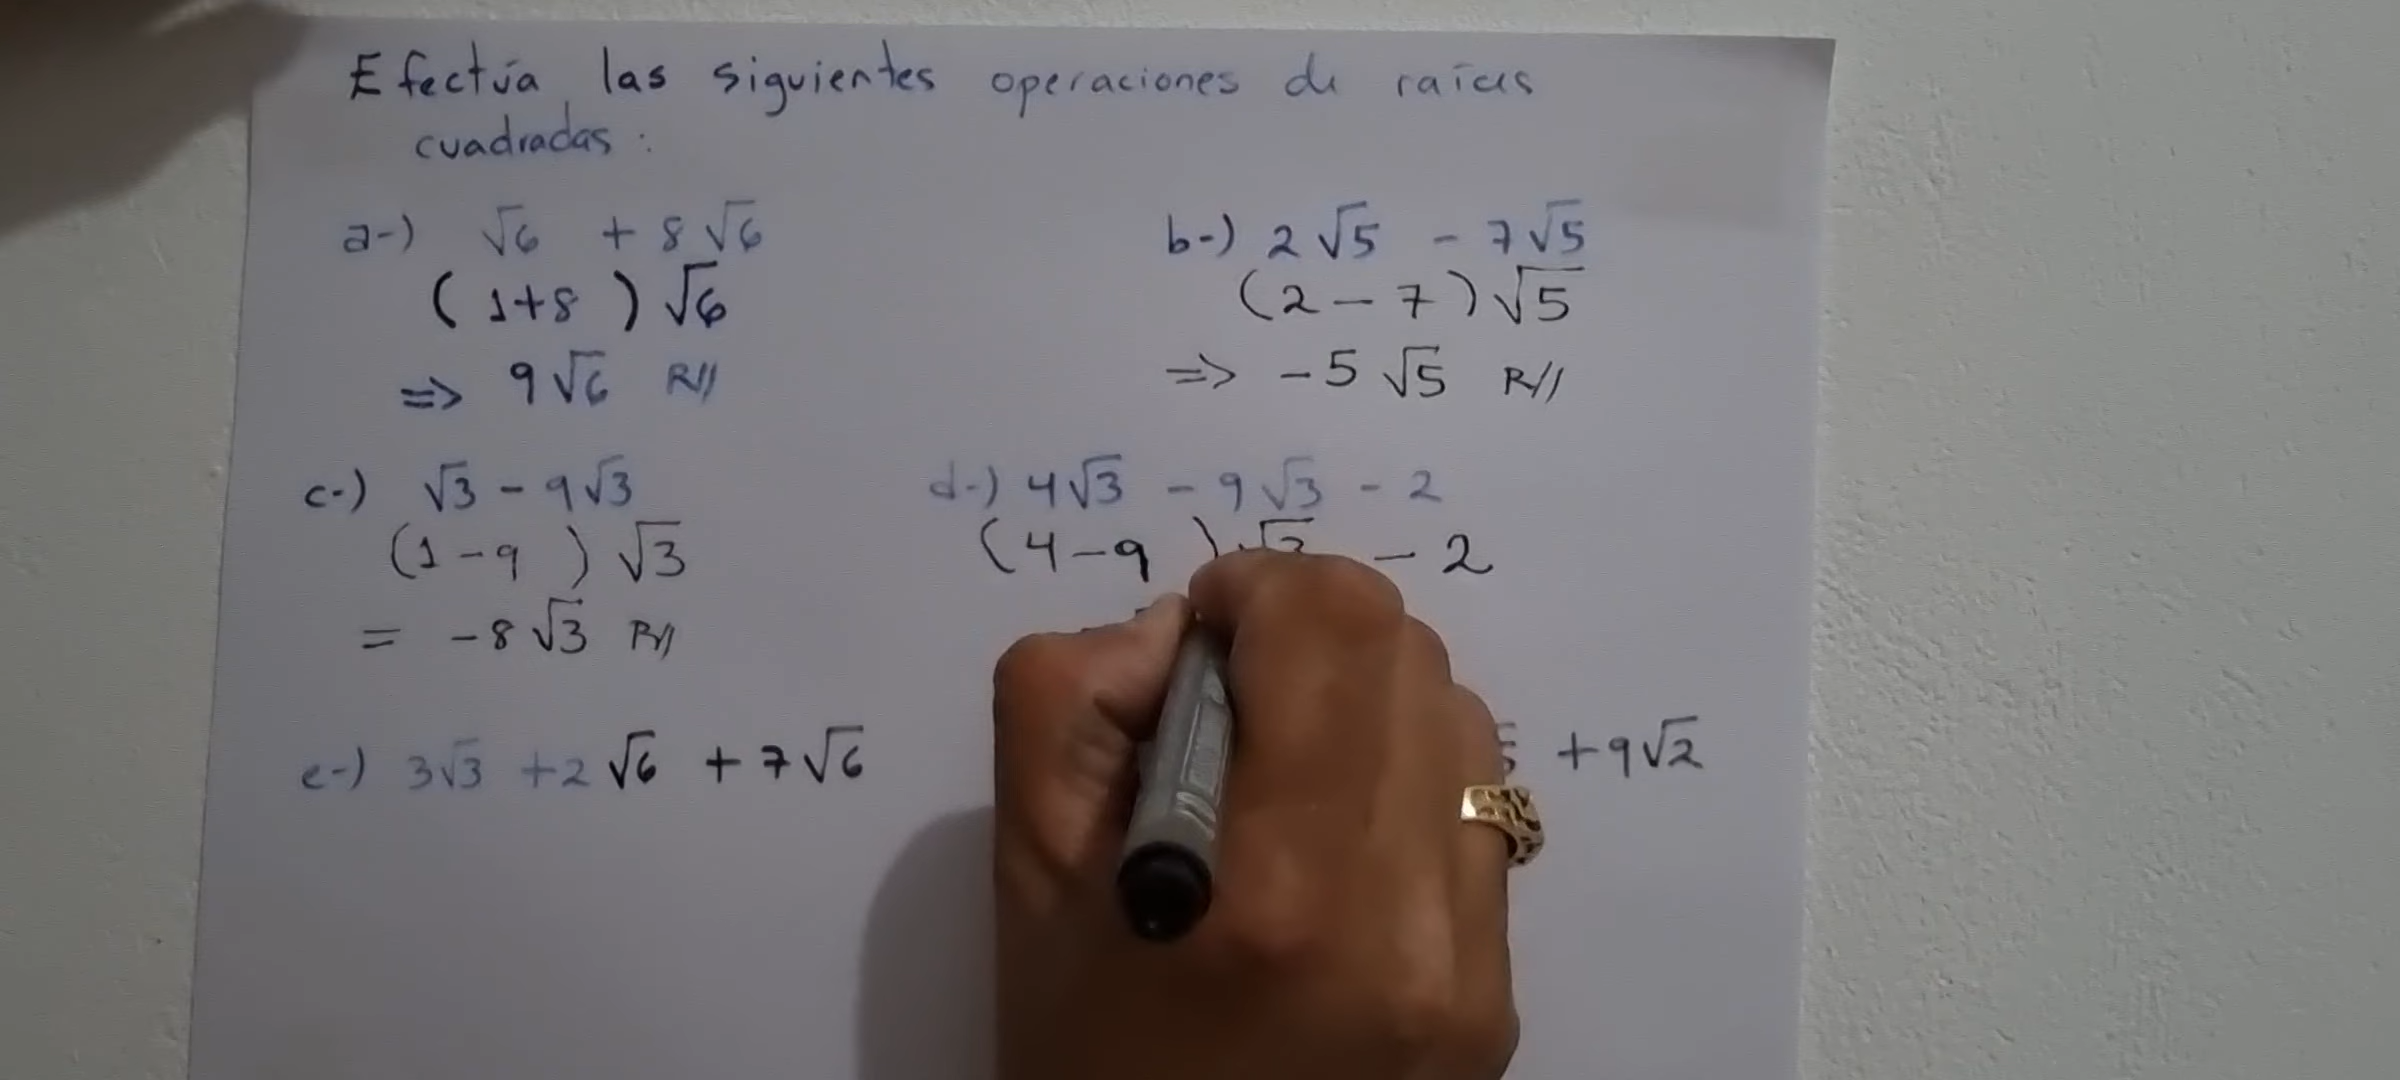 Efectúa las siguientes operaciones de raíces
cuadradas:
a-) √6 + 8√6
(1+8)√6
=> 9√6 R//
b-) 2√5 - 7√5
(2-7)√5
=> -5√5 R//
c-) √3 - 9√3
(1-9)√3
= -8√3 R//
d-) 4√3 - 9√3 - 2
(4-9)√3 - 2
e-) 3√3 +2√6 +7√6
+9√2